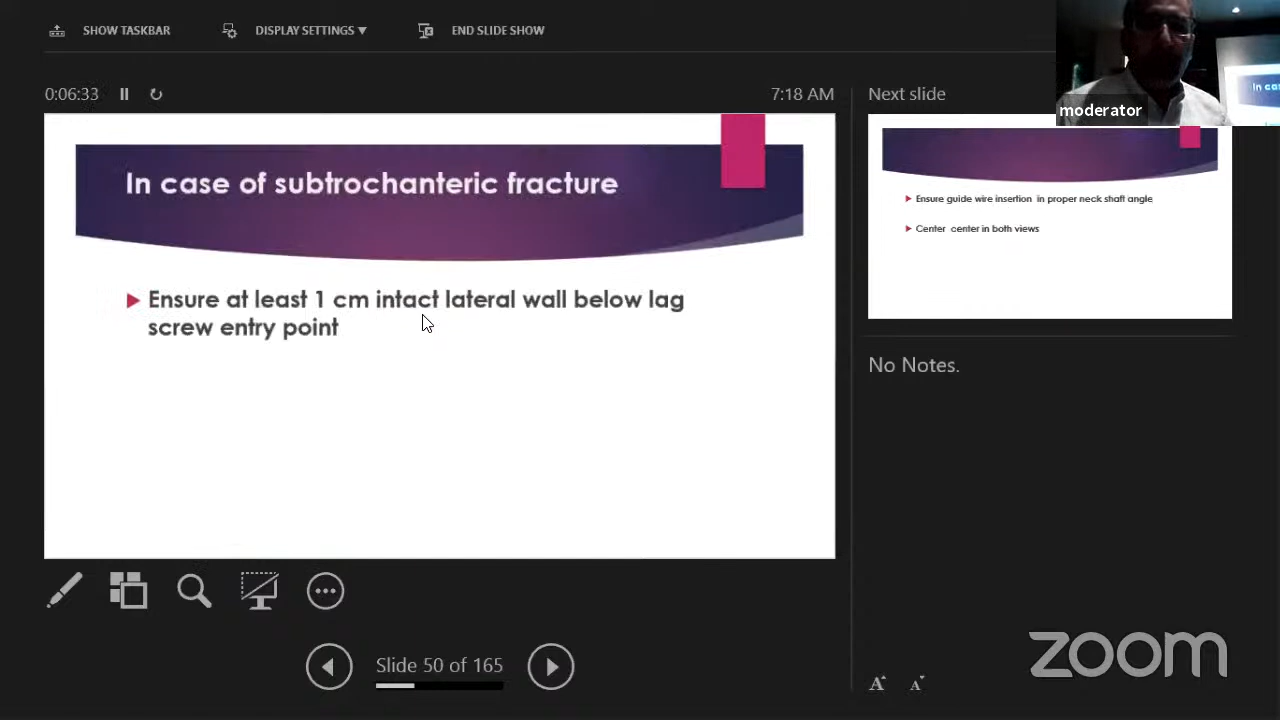 SHOW TASKBAR
DISPLAY SETTINGS
END SLIDE SHOW
0:06:33
7:18 AM
In case of subtrochanteric fracture
Ensure at least 1 cm intact lateral wall below lag
screw entry point
Slide 50 of 165
moderator
Next slide
Ensure guide wire insertion in proper neck shaft angle
Center center in both views
No Notes.
A A
zoom